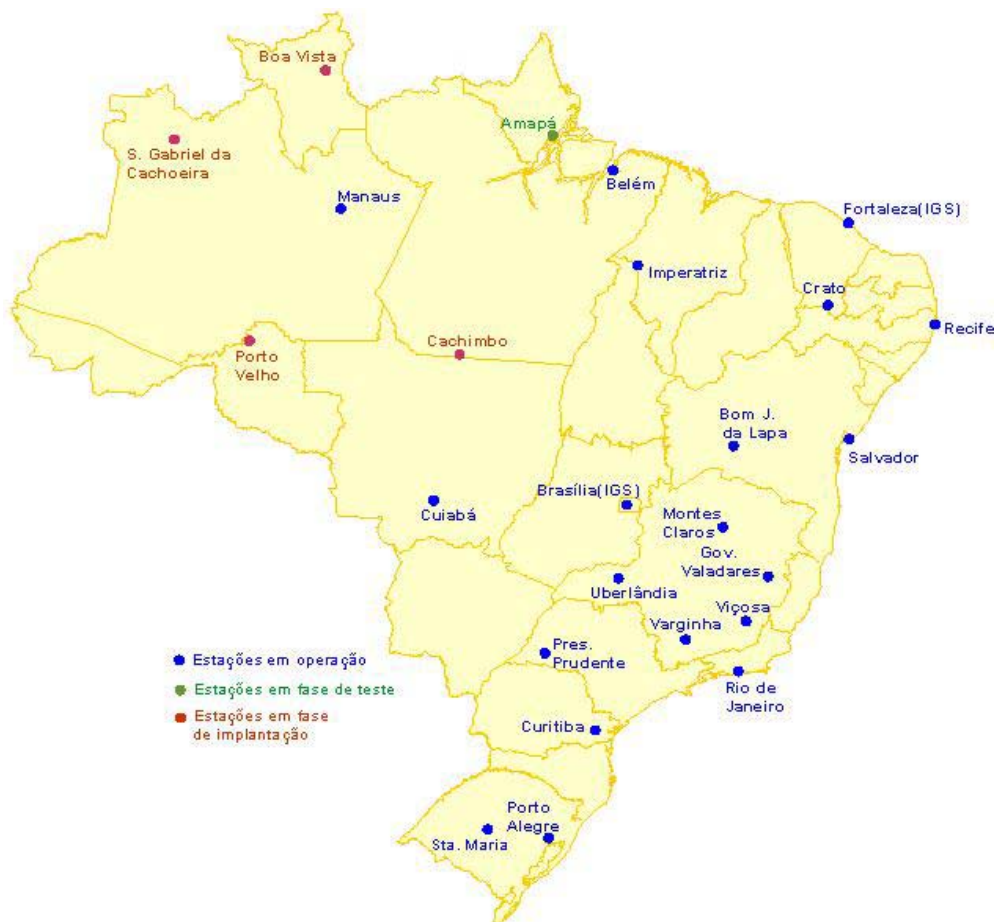 Boa Vista
Amapá
S. Gabriel da
Cachoeira
Belém
Manaus
Fortaleza(IGS)
Imperatriz
Crato
Recife
Porto
Velho
Cachimbo
Bom J.
da Lapa
Salvador
Brasília(IGS)
Cuiabá
Montes
Claros
Gov.
Valadares
Uberlândia
Viçosa
Varginha
Pres.
Prudente
Estações em operação
Estações em fase de teste
Estações em fase
de implantação
Rio de
Janeiro
Curitiba
Porto
Alegre
Sta. Maria